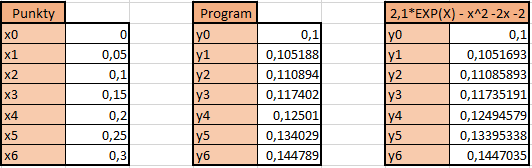 Punkty Program 2,1*EXP(X) - x^2 -2x -2
x0 0 y0 0,1 y0 0,1
x1 0,05 y1 0,105188 y1 0,1051693
x2 0,1 y2 0,110894 y2 0,11085893
x3 0,15 y3 0,117402 y3 0,11735191
x4 0,2 y4 0,12501 y4 0,12494579
x5 0,25 y5 0,134029 y5 0,13395338
x6 0,3 y6 0,144789 y6 0,1447035